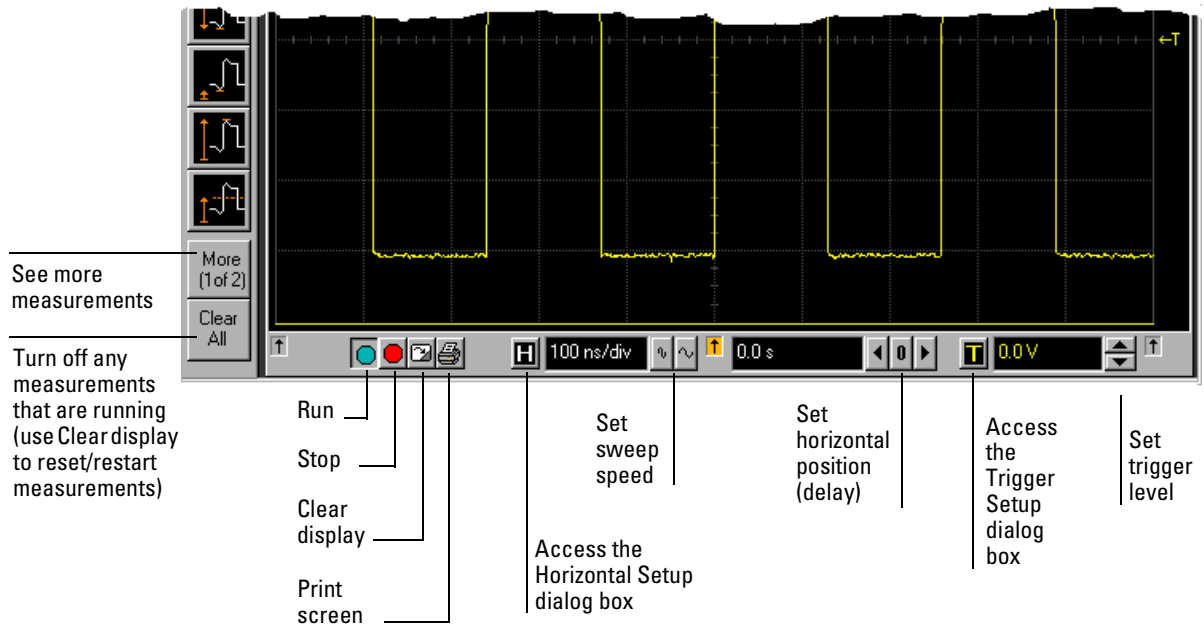 ←T
More
(1of 2)
Clear
All
H
100 ns/div
0.0 s
0
T
0.0 V
See more
measurements
Turn off any
measurements
that are running
(use Clear display
to reset/restart
measurements)
Run
Stop
Clear
display
Print
screen
Access the
Horizontal Setup
dialog box
Set
sweep
speed
Set
horizontal
position
(delay)
Access
the
Trigger
Setup
dialog
box
Set
trigger
level